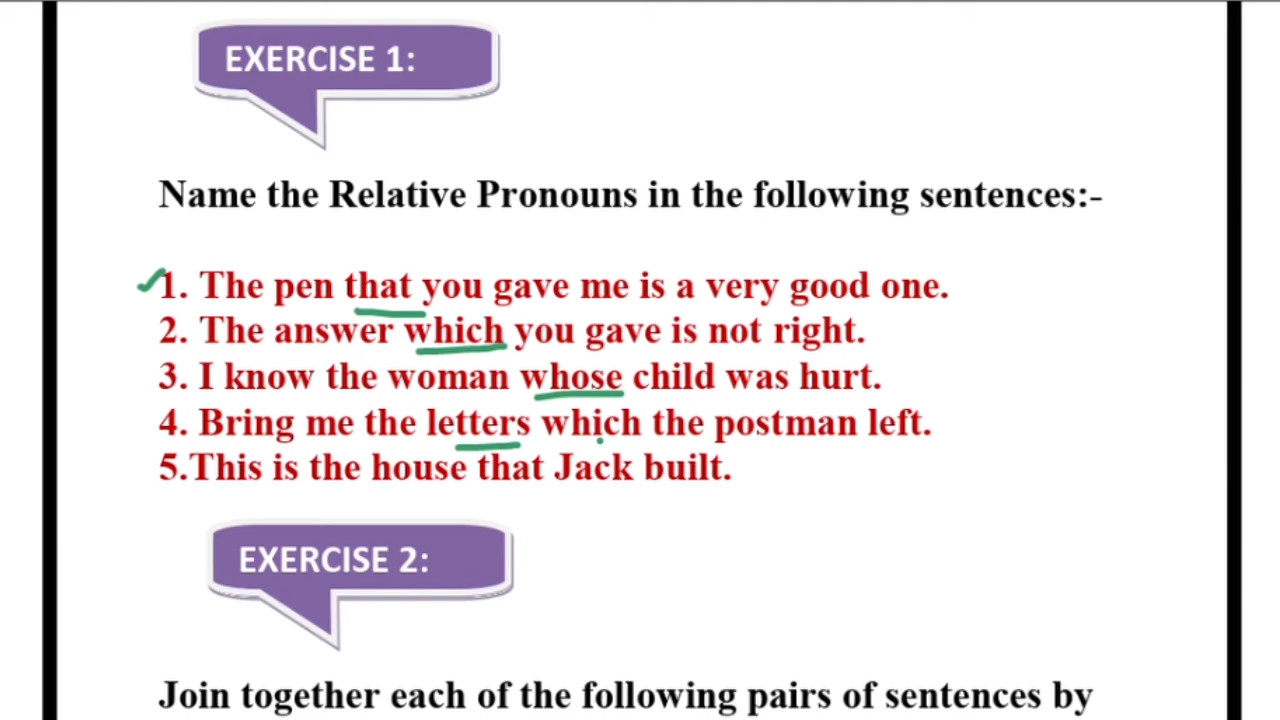 EXERCISE 1:
Name the Relative Pronouns in the following sentences:-
1. The pen that you gave me is a very good one.
2. The answer which you gave is not right.
3. I know the woman whose child was hurt.
4. Bring me the letters which the postman left.
5.This is the house that Jack built.
EXERCISE 2:
Join together each of the following pairs of sentences by